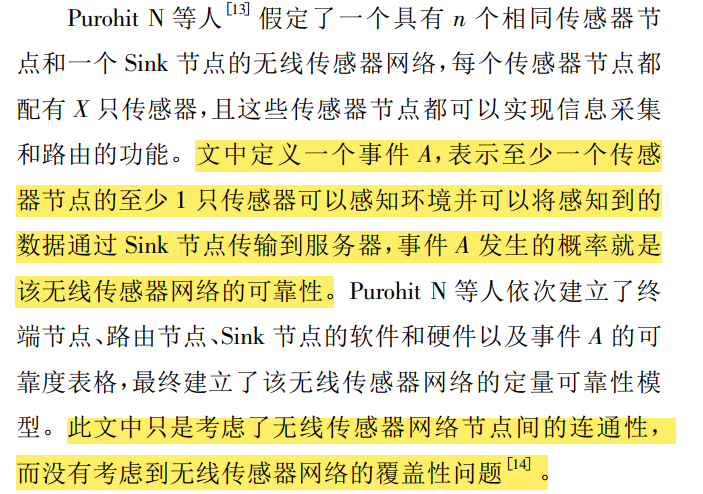 Purohit N 等人[13] 假定了一个具有 n 个相同传感器节
点和一个 Sink 节点的无线传感器网络,每个传感器节点都
配有 X 只传感器,且这些传感器节点都可以实现信息采集
和路由的功能。文中定义一个事件 A,表示至少一个传感
器节点的至少 1 只传感器可以感知环境并可以将感知到的
数据通过 Sink 节点传输到服务器,事件 A 发生的概率就是
该无线传感器网络的可靠性。Purohit N 等人依次建立了终
端节点、路由节点、Sink 节点的软件和硬件以及事件 A 的可
靠度表格,最终建立了该无线传感器网络的定量可靠性模
型。此文中只是考虑了无线传感器网络节点间的连通性,
而没有考虑到无线传感器网络的覆盖性问题[14]。